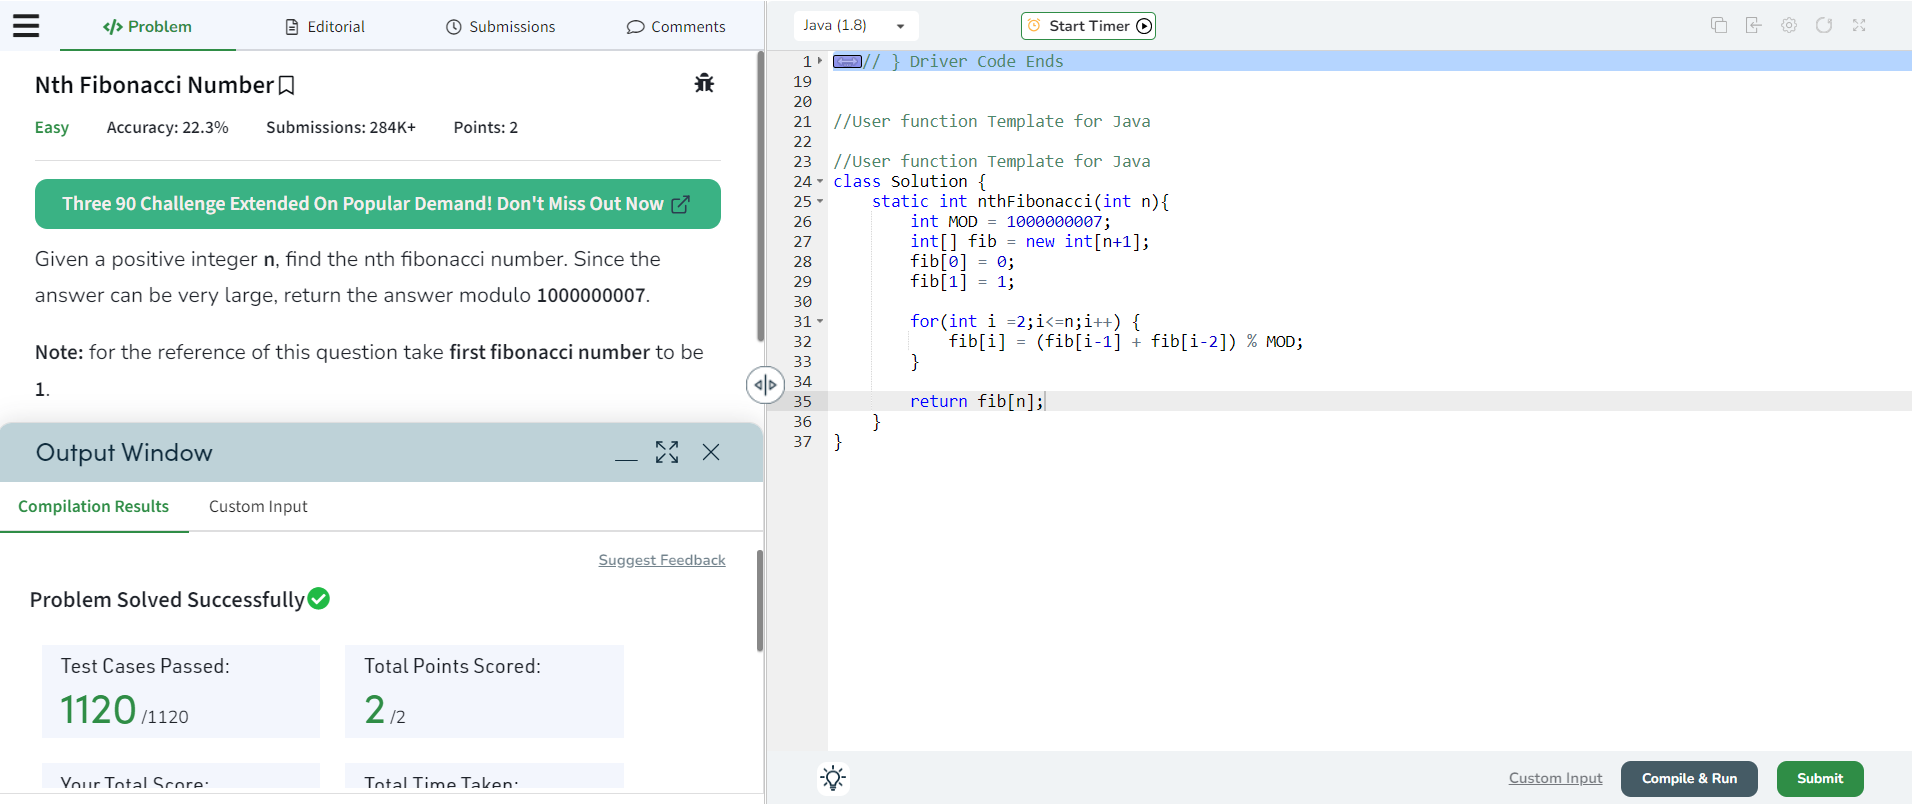 </> Problem
Editorial
Submissions
Comments
Nth Fibonacci Number
Easy Accuracy: 22.3% Submissions: 284K+ Points: 2
Three 90 Challenge Extended On Popular Demand! Don't Miss Out Now
Given a positive integer n, find the nth fibonacci number. Since the
answer can be very large, return the answer modulo 1000000007.
Note: for the reference of this question take first fibonacci number to be
1.
Output Window
Compilation Results
Custom Input
Suggest Feedback
Problem Solved Successfully
Test Cases Passed:
1120 /1120
Total Points Scored:
2 /2
Your Total Score:
Total Time Taken:
Java (1.8)
Start Timer
1 // } Driver Code Ends
19
20
21 //User function Template for Java
22
23 //User function Template for Java
24 class Solution {
25     static int nthFibonacci(int n){
26         int MOD = 1000000007;
27         int[] fib = new int[n+1];
28         fib[0] = 0;
29         fib[1] = 1;
30
31         for(int i =2;i<=n;i++) {
32             fib[i] = (fib[i-1] + fib[i-2]) % MOD;
33         }
34
35         return fib[n];
36     }
37 }
Custom Input
Compile & Run
Submit